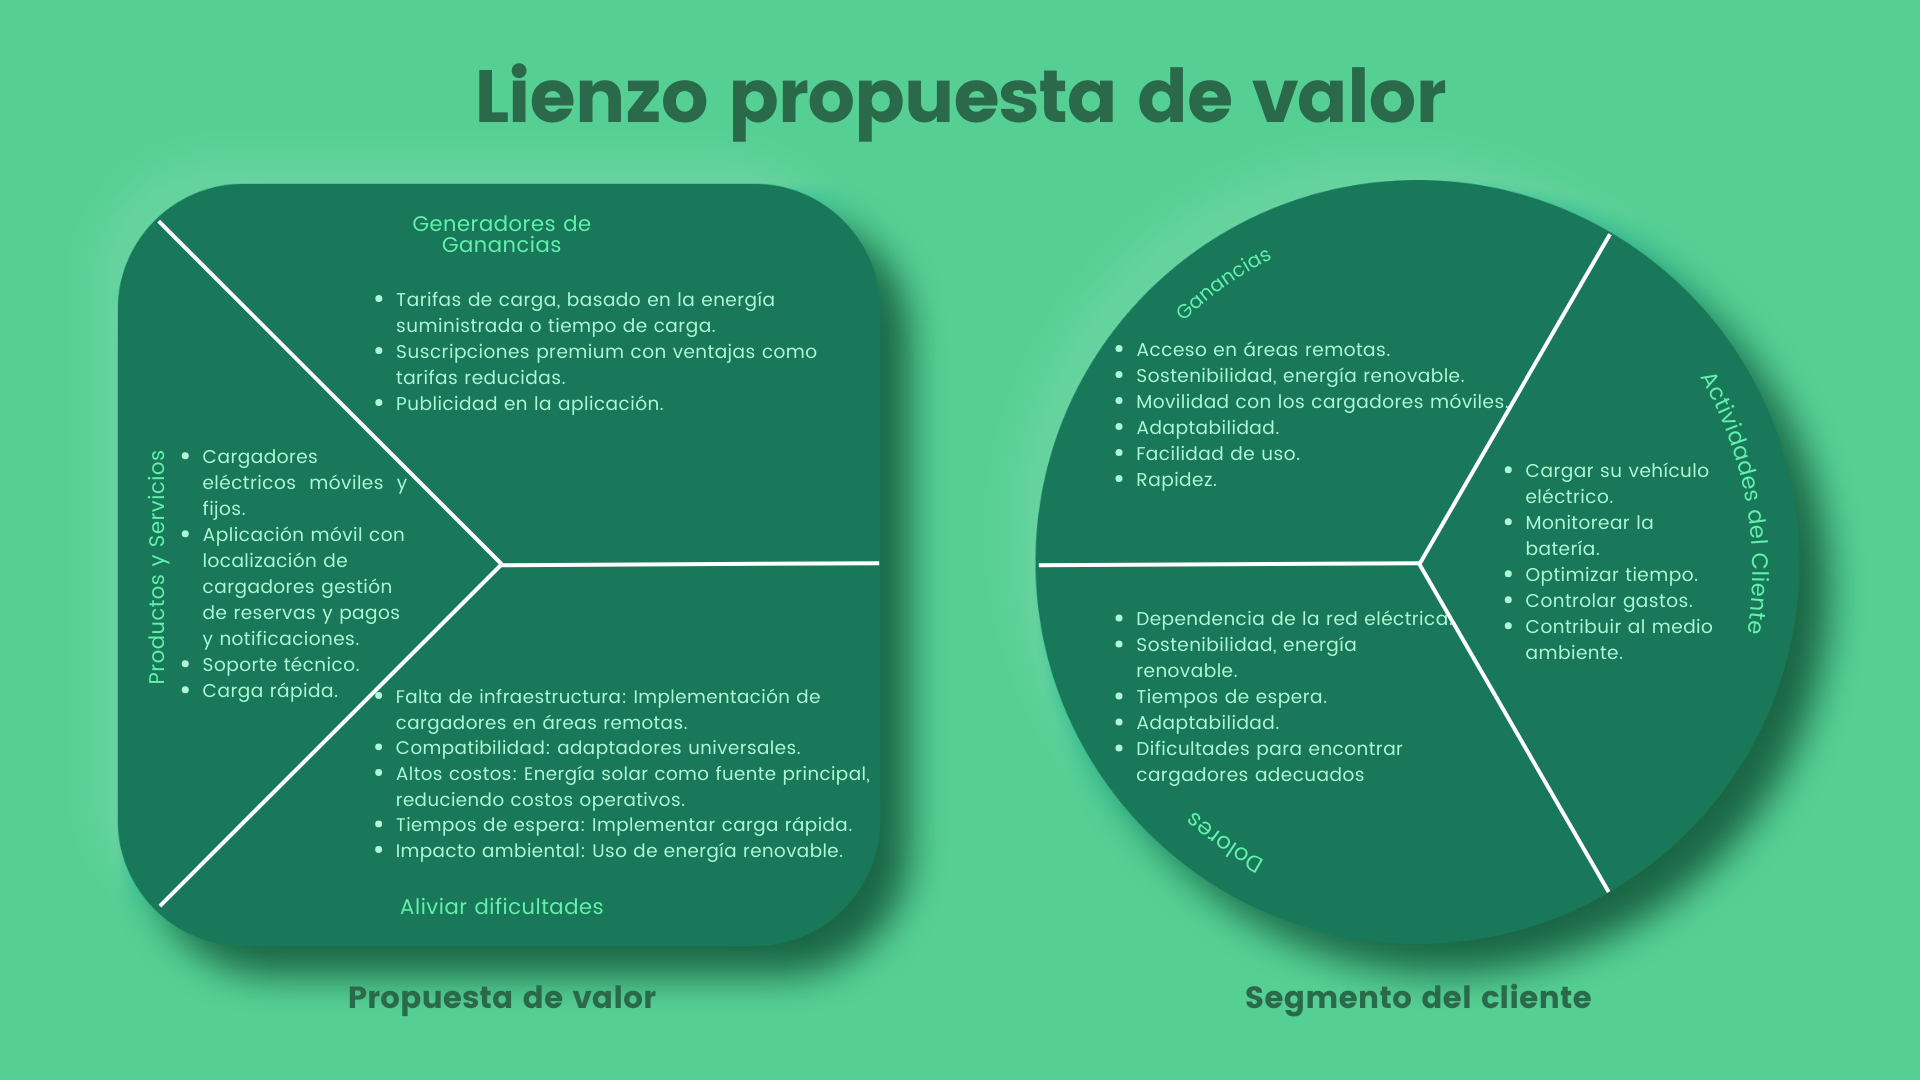 Lienzo propuesta de valor
Generadores de
Ganancias
• Tarifas de carga, basado en la energía
suministrada o tiempo de carga.
• Suscripciones premium con ventajas como
tarifas reducidas.
• Publicidad en la aplicación.
Productos y Servicios
• Cargadores
eléctricos móviles y
fijos.
• Aplicación móvil con
localización de
cargadores gestión
de reservas y pagos
y notificaciones.
• Soporte técnico.
• Carga rápida.
• Falta de infraestructura: Implementación de
cargadores en áreas remotas.
• Compatibilidad: adaptadores universales.
• Altos costos: Energía solar como fuente principal,
reduciendo costos operativos.
• Tiempos de espera: Implementar carga rápida.
• Impacto ambiental: Uso de energía renovable.
Aliviar dificultades
Propuesta de valor
Ganancias
• Acceso en áreas remotas.
• Sostenibilidad, energía renovable.
• Movilidad con los cargadores móviles.
• Adaptabilidad.
• Facilidad de uso.
• Rapidez.
Actividades del Cliente
• Cargar su vehículo
eléctrico.
• Monitorear la
batería.
• Optimizar tiempo.
• Controlar gastos.
• Contribuir al medio
ambiente.
• Dependencia de la red eléctrica.
• Sostenibilidad, energía
renovable.
• Tiempos de espera.
• Adaptabilidad.
• Dificultades para encontrar
cargadores adecuados
Dolores
Segmento del cliente